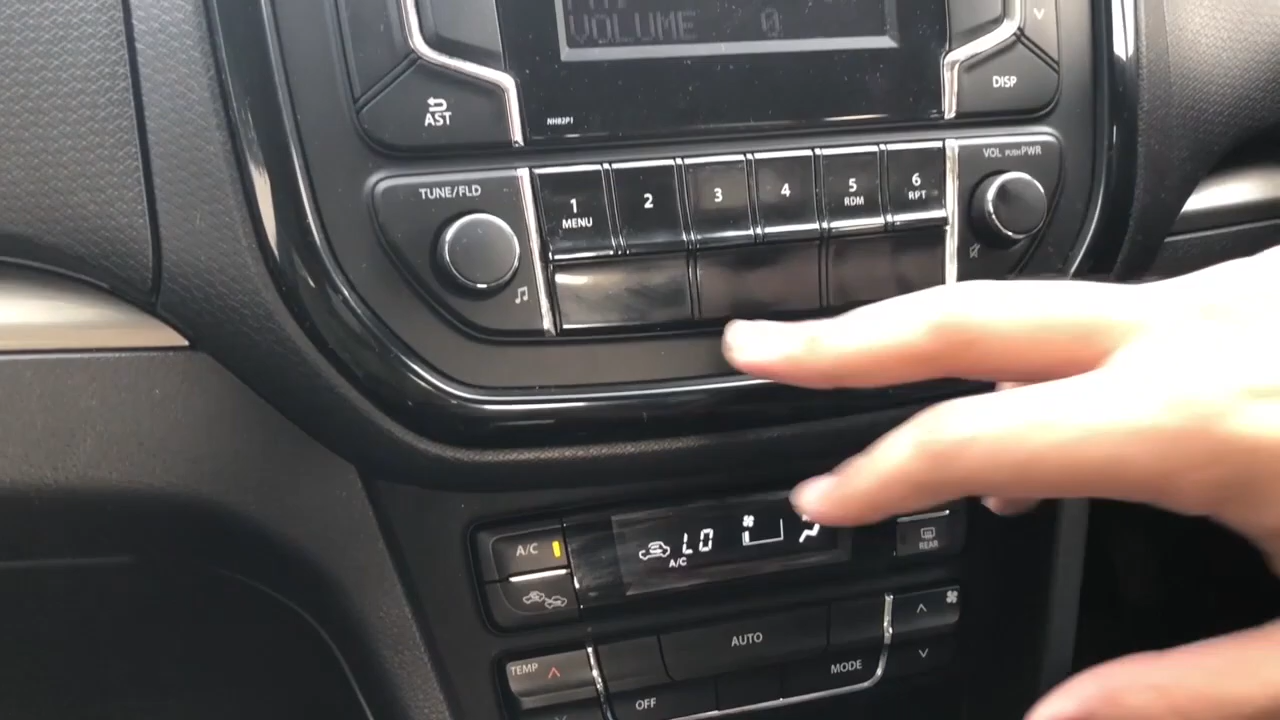 VOLUME 0
AST
DISP
NH82P1
TUNE/FLD
VOL PUSH PWR
1
MENU
2
3
4
5
RDM
6
RPT
A/C
LO
A/C
REAR
TEMP
AUTO
MODE
OFF